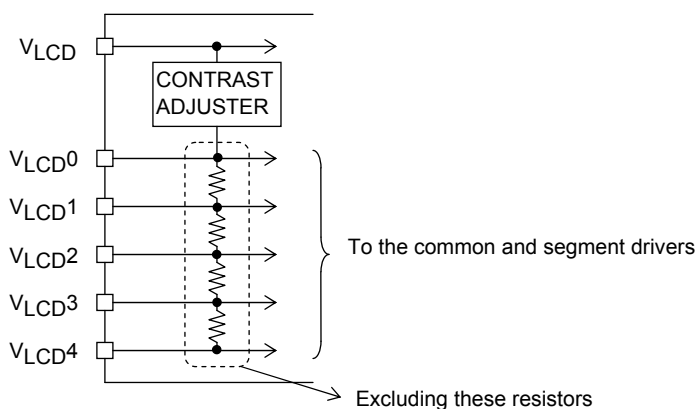 VLCD
CONTRAST
ADJUSTER
VLCD0
VLCD1
VLCD2
To the common and segment drivers
VLCD3
VLCD4
Excluding these resistors